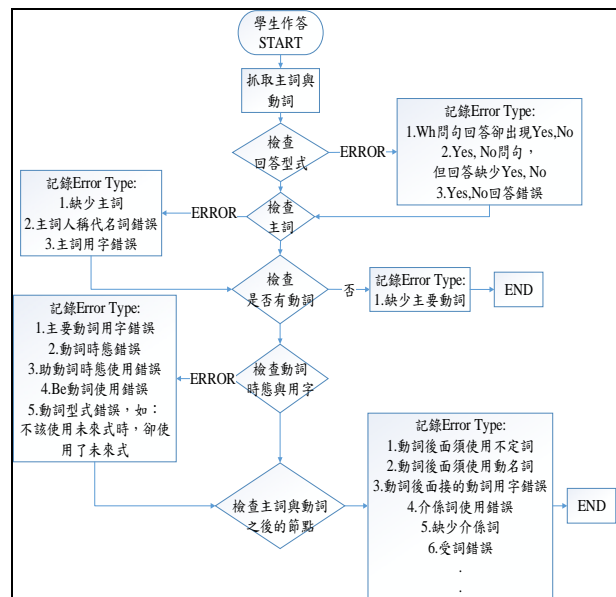 學生作答
START
抓取主詞與
動詞
檢查
回答型式
ERROR
記錄Error Type:
1.Wh問句回答卻出現Yes,No
2.Yes, No問句，
但回答缺少Yes, No
3.Yes,No回答錯誤
檢查
主詞
ERROR
記錄Error Type:
1.缺少主詞
2.主詞人稱代名詞錯誤
3.主詞用字錯誤
檢查
是否有動詞
否
記錄Error Type:
1.缺少主要動詞
END
檢查動詞
時態與用字
ERROR
記錄Error Type:
1.主要動詞用字錯誤
2.動詞時態錯誤
3.助動詞時態使用錯誤
4.Be動詞使用錯誤
5.動詞型式錯誤，如：
不該使用未來式時，卻使
用了未來式
檢查主詞與動詞
之後的節點
記錄Error Type:
1.動詞後面須使用不定詞
2.動詞後面須使用動名詞
3.動詞後面接的動詞用字錯誤
4.介係詞使用錯誤
5.缺少介係詞
6.受詞錯誤
.
.
END